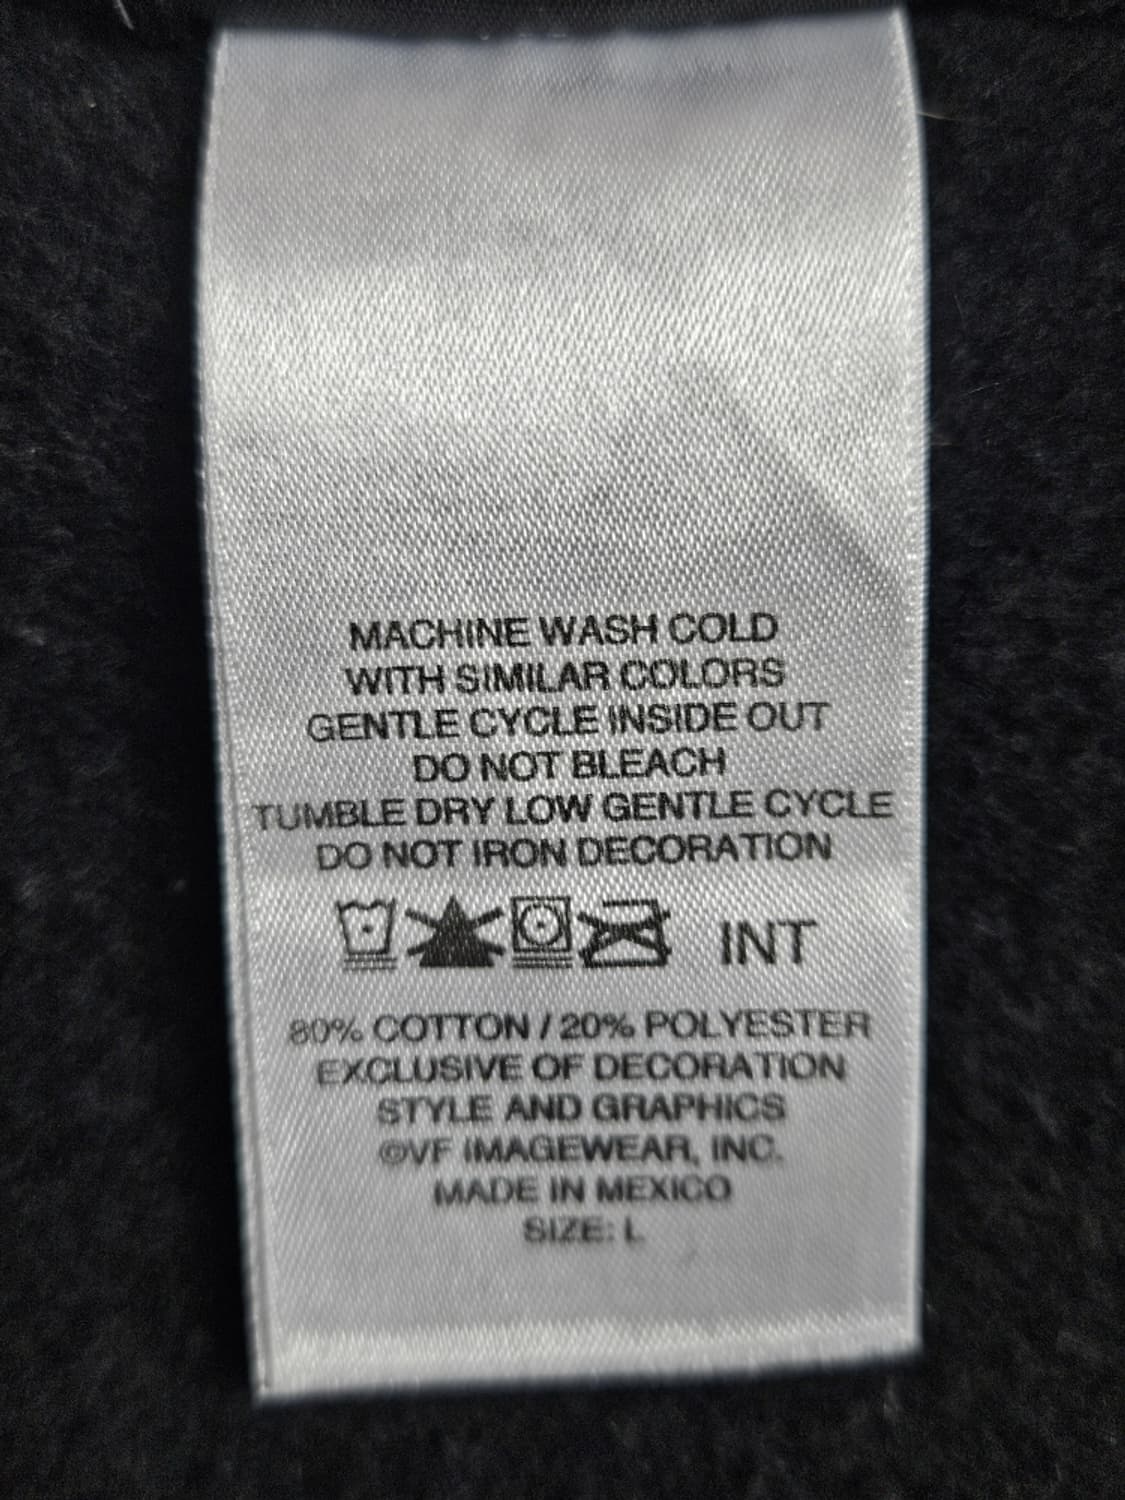 MACHINE WASH COLD
WITH SIMILAR COLORS
GENTLE CYCLE INSIDE OUT
DO NOT BLEACH
TUMBLE DRY LOW GENTLE CYCLE
DO NOT IRON DECORATION
INT
80% COTTON / 20% POLYESTER
EXCLUSIVE OF DECORATION
STYLE AND GRAPHICS
©VF IMAGEWEAR, INC.
MADE IN MEXICO
SIZE: L